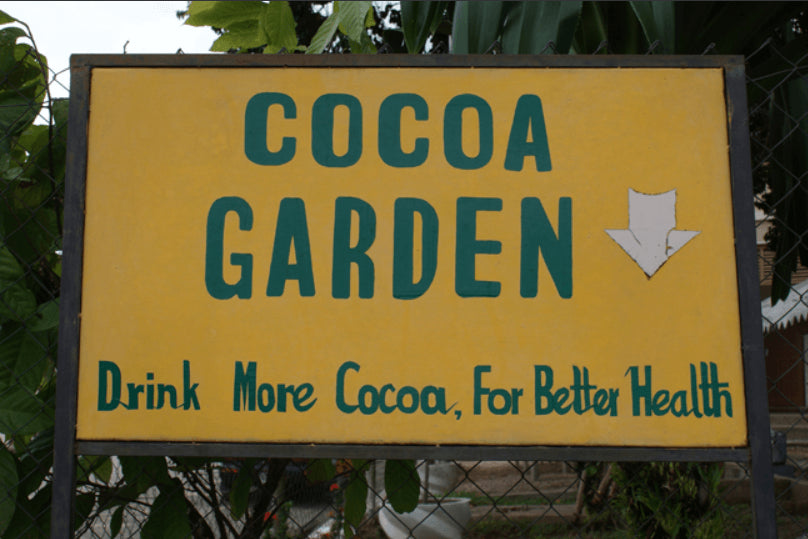 COCOA
GARDEN
Drink More Cocoa, For Better Health